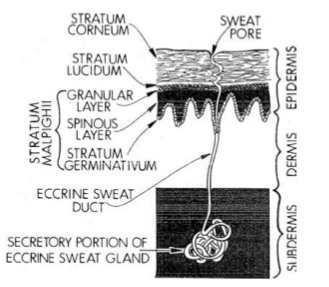 STRATUM
CORNEUM
SWEAT
PORE
STRATUM
LUCIDUM
GRANULAR
LAYER
SPINOUS
LAYER
STRATUM
GERMINATIVUM
STRATUM
MALPIGHII
ECCRINE SWEAT
DUCT
SECRETORY PORTION OF
ECCRINE SWEAT GLAND
EPIDERMIS
DERMIS
SUBDERMIS